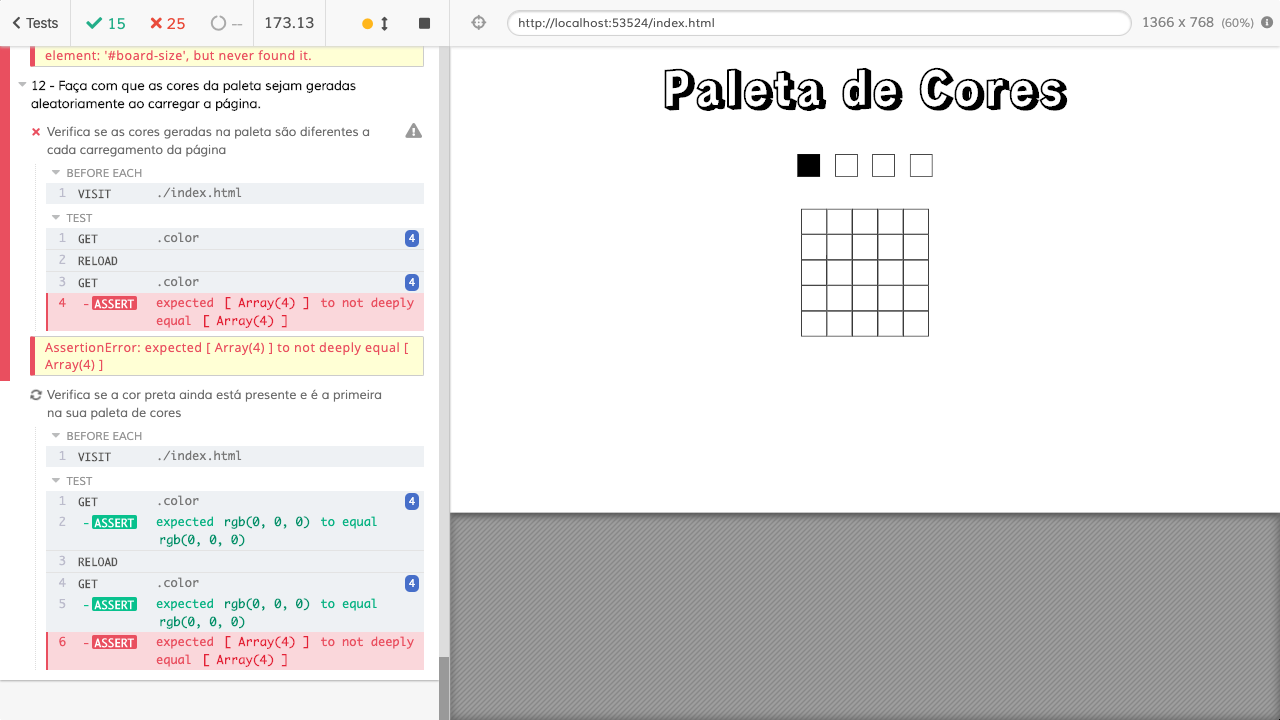 Tests
15
25
--
173.13
http://localhost:53524/index.html
1366 x 768 (60%)
element: '#board-size', but never found it.
12 - Faça com que as cores da paleta sejam geradas
aleatoriamente ao carregar a página.
Verifica se as cores geradas na paleta são diferentes a
cada carregamento da página
BEFORE EACH
1 VISIT ./index.html
TEST
1 GET .color 4
2 RELOAD
3 GET .color 4
4 -ASSERT expected [ Array(4) ] to not deeply
equal [ Array(4) ]
AssertionError: expected [ Array(4) ] to not deeply equal [
Array(4) ]
Verifica se a cor preta ainda está presente e é a primeira
na sua paleta de cores
BEFORE EACH
1 VISIT ./index.html
TEST
1 GET .color 4
2 -ASSERT expected rgb(0, 0, 0) to equal
rgb(0, 0, 0)
3 RELOAD
4 GET .color 4
5 -ASSERT expected rgb(0, 0, 0) to equal
rgb(0, 0, 0)
6 -ASSERT expected [ Array(4) ] to not deeply
equal [ Array(4) ]
Paleta de Cores